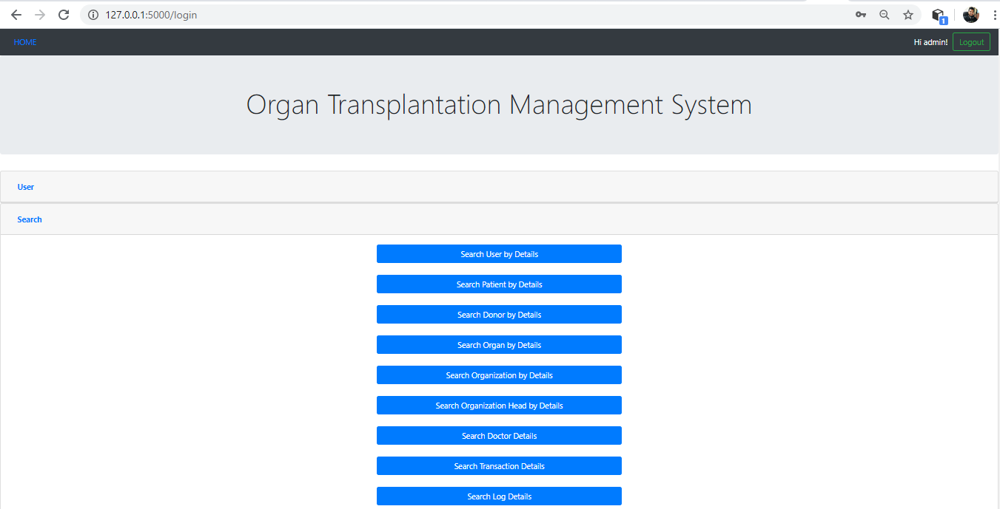 127.0.0.1:5000/login
1
HOME
Hi admin! Logout
Organ Transplantation Management System
User
Search
Search User by Details
Search Patient by Details
Search Donor by Details
Search Organ by Details
Search Organization by Details
Search Organization Head by Details
Search Doctor Details
Search Transaction Details
Search Log Details